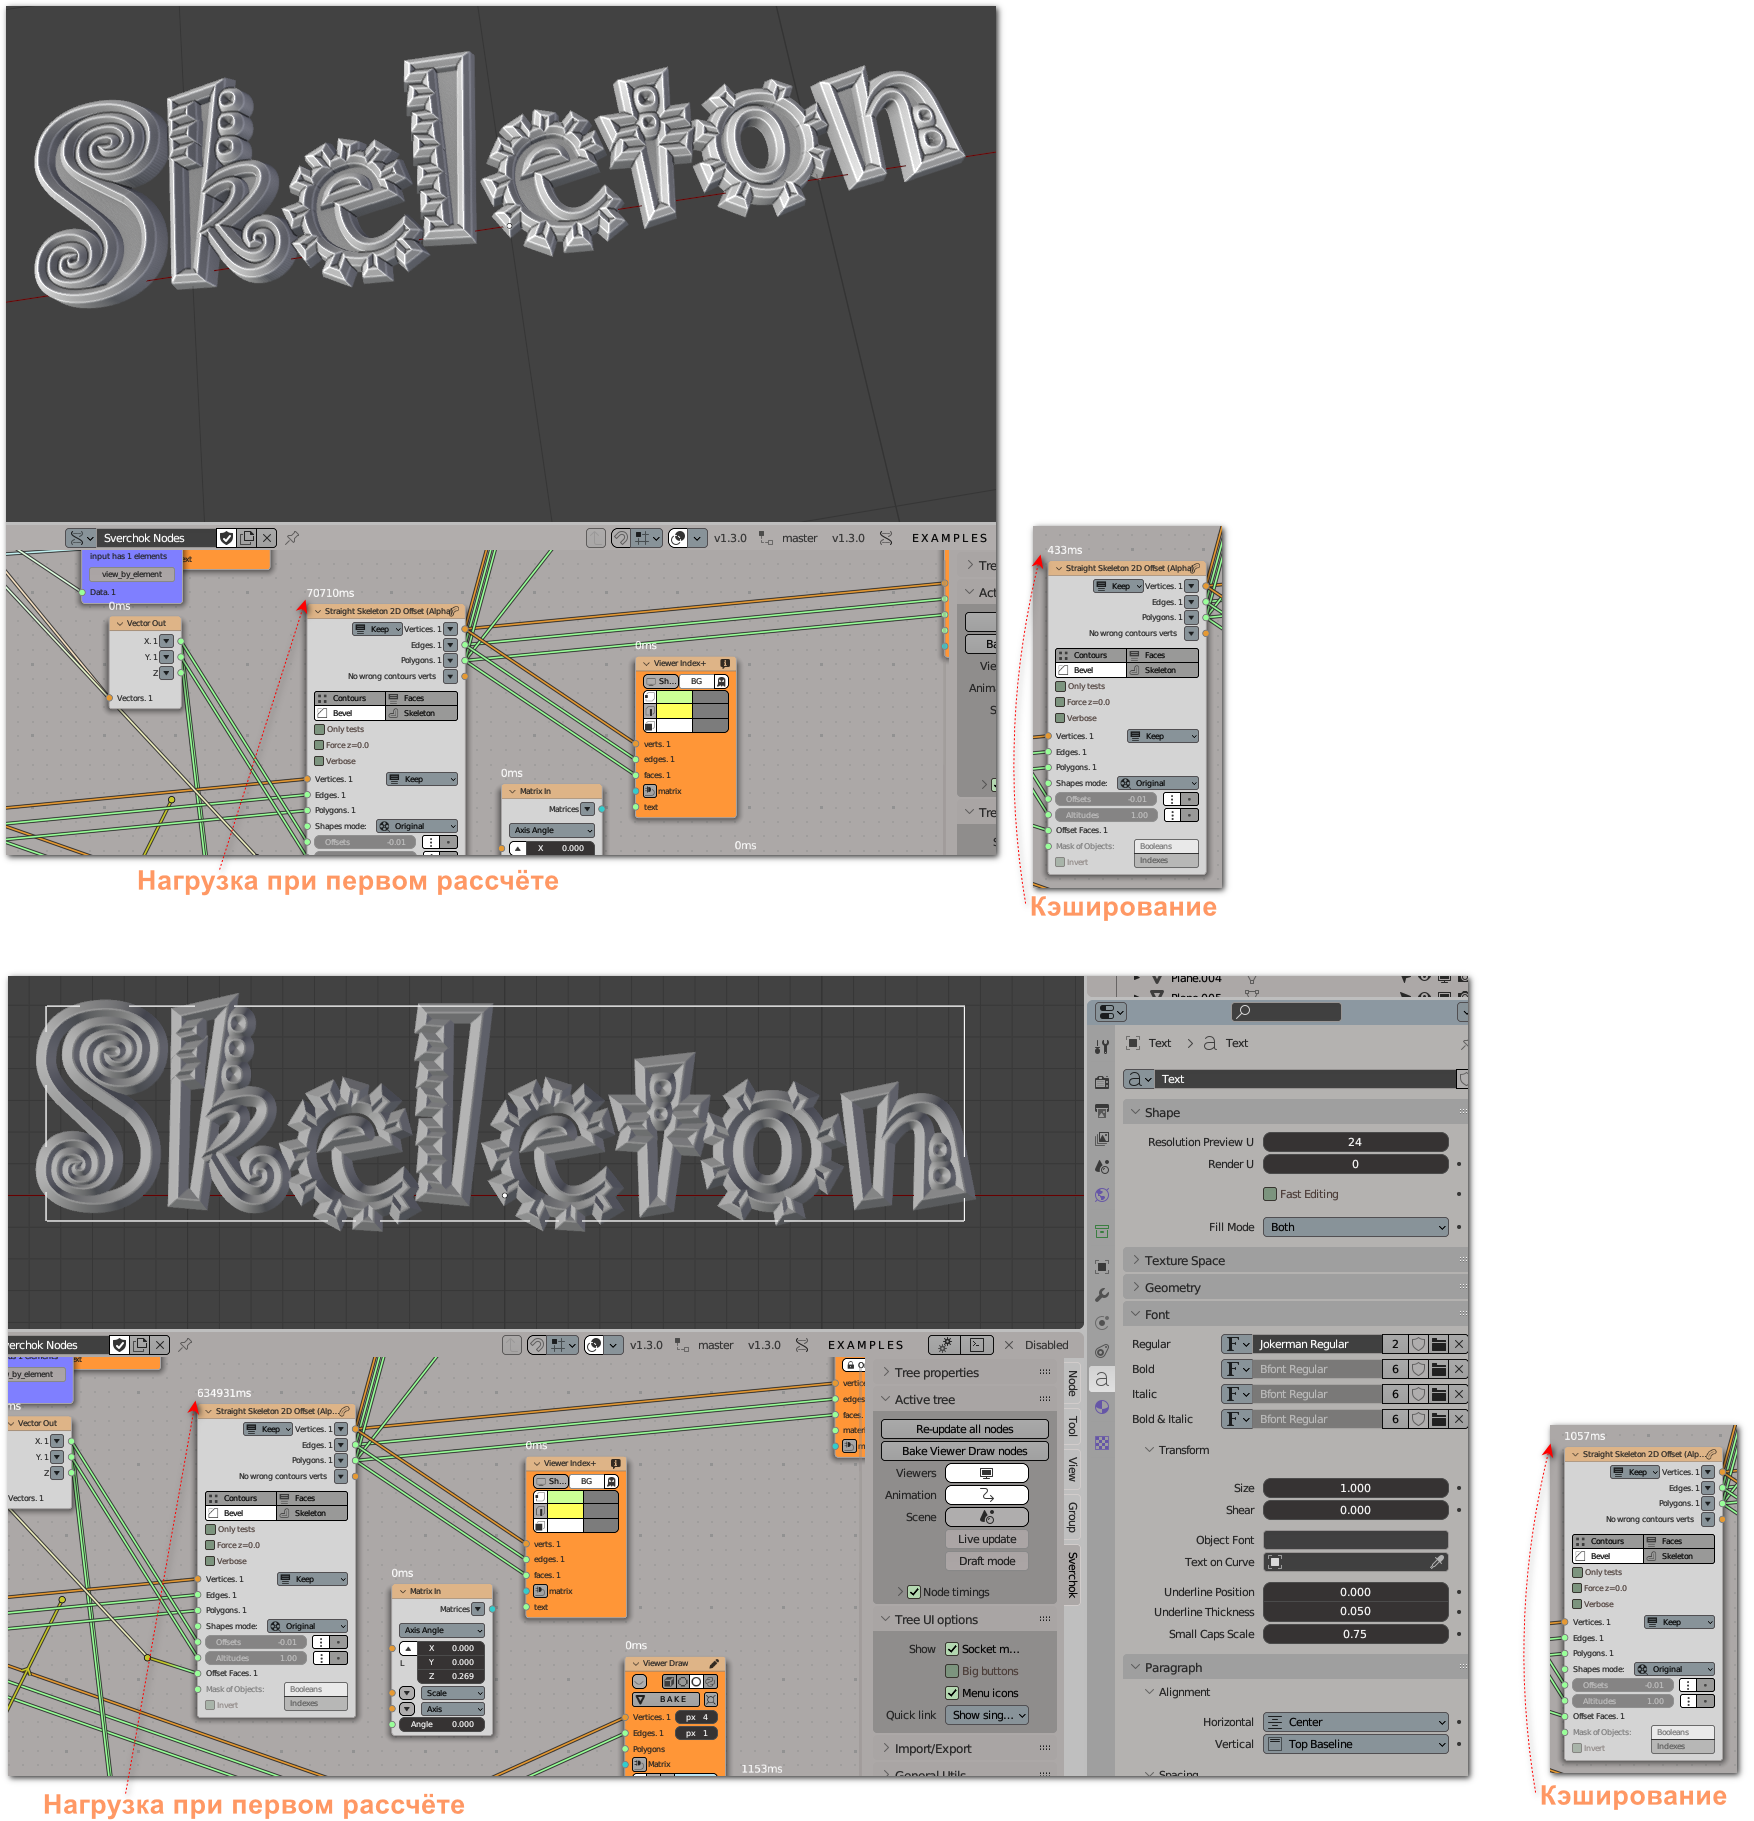 Skeleton
Sverchok Nodes
v1.3.0
master
v1.3.0
EXAMPLES
input has 1 elements
view_by_element
Data. 1
0ms
Vector Out
X. 1
Y. 1
Z
Vectors. 1
70710ms
Straight Skeleton 2D Offset (Alpha
Keep Vertices. 1
Edges. 1
Polygons. 1
No wrong contours verts
Contours Faces
Bevel Skeleton
Only tests
Force z=0.0
Verbose
Vertices. 1 Keep
Edges. 1
Polygons. 1
Shapes mode: Original
Offsets -0.01
0ms
Matrix In
Matrices
Axis Angle
X 0.000
0ms
Viewer Index+
Sh... BG
verts. 1
edges. 1
faces. 1
matrix
text
0ms
Tre
Act
Ba
Vie
Anim
S
Tre
Нагрузка при первом рассчёте
433ms
Straight Skeleton 2D Offset (Alpha
Keep Vertices. 1
Edges. 1
Polygons. 1
No wrong contours verts
Contours Faces
Bevel Skeleton
Only tests
Force z=0.0
Verbose
Vertices. 1 Keep
Edges. 1
Polygons. 1
Shapes mode: Original
Offsets -0.01
Altitudes 1.00
Offset Faces. 1
Mask of Objects: Booleans
Invert Indexes
Кэширование
Skeleton
verchok Nodes
v1.3.0
master
v1.3.0
EXAMPLES
Disabled
_by_element
ms
Vector Out
X. 1
Y. 1
Z
Vectors. 1
634931ms
Straight Skeleton 2D Offset (Alp...
Keep Vertices. 1
Edges. 1
Polygons. 1
No wrong contours verts
Contours Faces
Bevel Skeleton
Only tests
Force z=0.0
Verbose
Vertices. 1 Keep
Edges. 1
Polygons. 1
Shapes mode: Original
Offsets -0.01
Altitudes 1.00
Offset Faces. 1
Mask of Objects: Booleans
Invert Indexes
0ms
Matrix In
Matrices
Axis Angle
X 0.000
L Y 0.000
Z 0.269
Scale
Axis
Angle 0.000
0ms
Viewer Index+
Sh... BG
verts. 1
edges. 1
faces. 1
matrix
text
0ms
Viewer Draw
BAKE
Vertices. 1 px 4
Edges. 1 px 1
Polygons
Matrix
1153ms
vertice
edges
faces.
mater
m
Tree properties
Active tree
Re-update all nodes
Bake Viewer Draw nodes
Viewers
Animation
Scene
Live update
Draft mode
Node timings
Tree UI options
Show Socket m...
Big buttons
Menu icons
Quick link Show sing...
Import/Export
General Utils
Node
Tool
View
Group
Sverchok
Plane.004
Plane.005
Text > Text
Text
Shape
Resolution Preview U 24
Render U 0
Fast Editing
Fill Mode Both
Texture Space
Geometry
Font
Regular Jokerman Regular 2
Bold Bfont Regular 6
Italic Bfont Regular 6
Bold & Italic Bfont Regular 6
Transform
Size 1.000
Shear 0.000
Object Font
Text on Curve
Underline Position 0.000
Underline Thickness 0.050
Small Caps Scale 0.75
Paragraph
Alignment
Horizontal Center
Vertical Top Baseline
Spacing
Нагрузка при первом рассчёте
1057ms
Straight Skeleton 2D Offset (Alp...
Keep Vertices. 1
Edges. 1
Polygons. 1
No wrong contours verts
Contours Faces
Bevel Skeleton
Only tests
Force z=0.0
Verbose
Vertices. 1 Keep
Edges. 1
Polygons. 1
Shapes mode: Original
Offsets -0.01
Altitudes 1.00
Offset Faces. 1
Mask of Objects: Booleans
Invert Indexes
Кэширование